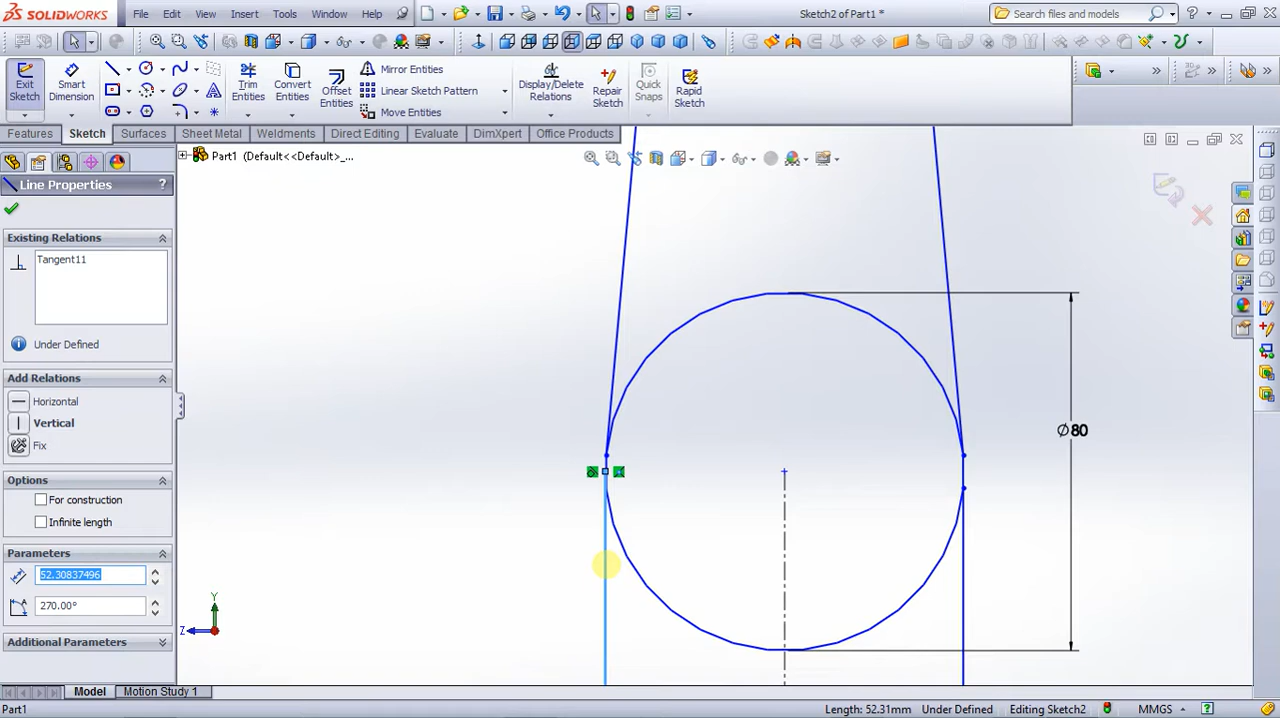 SOLIDWORKS File Edit View Insert Tools Window Help Sketch2 of Part1 * Search files and models
Exit Sketch Smart Dimension Trim Entities Convert Entities Offset Entities Mirror Entities Linear Sketch Pattern Move Entities Display/Delete Relations Repair Sketch Quick Snaps Rapid Sketch
Features Sketch Surfaces Sheet Metal Weldments Direct Editing Evaluate DimXpert Office Products
Part1 (Default<<Default>_...
Line Properties ?
Existing Relations
Tangent11
Under Defined
Add Relations
Horizontal
Vertical
Fix
Options
For construction
Infinite length
Parameters
52.30837496
270.00°
Additional Parameters
Ø80
Y
Z
Model Motion Study 1
Part1 Length: 52.31mm Under Defined Editing Sketch2 MMGS